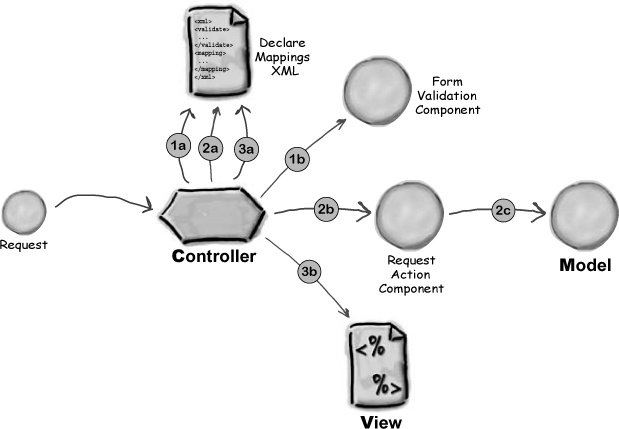 <xml>
<validate>
...
</validate>
<mapping>
...
</mapping>
</xml>
Declare
Mappings
XML
Form
Validation
Component
1a
2a
3a
1b
2b
2c
Request
Controller
3b
Request
Action
Component
Model
<%
%>
View